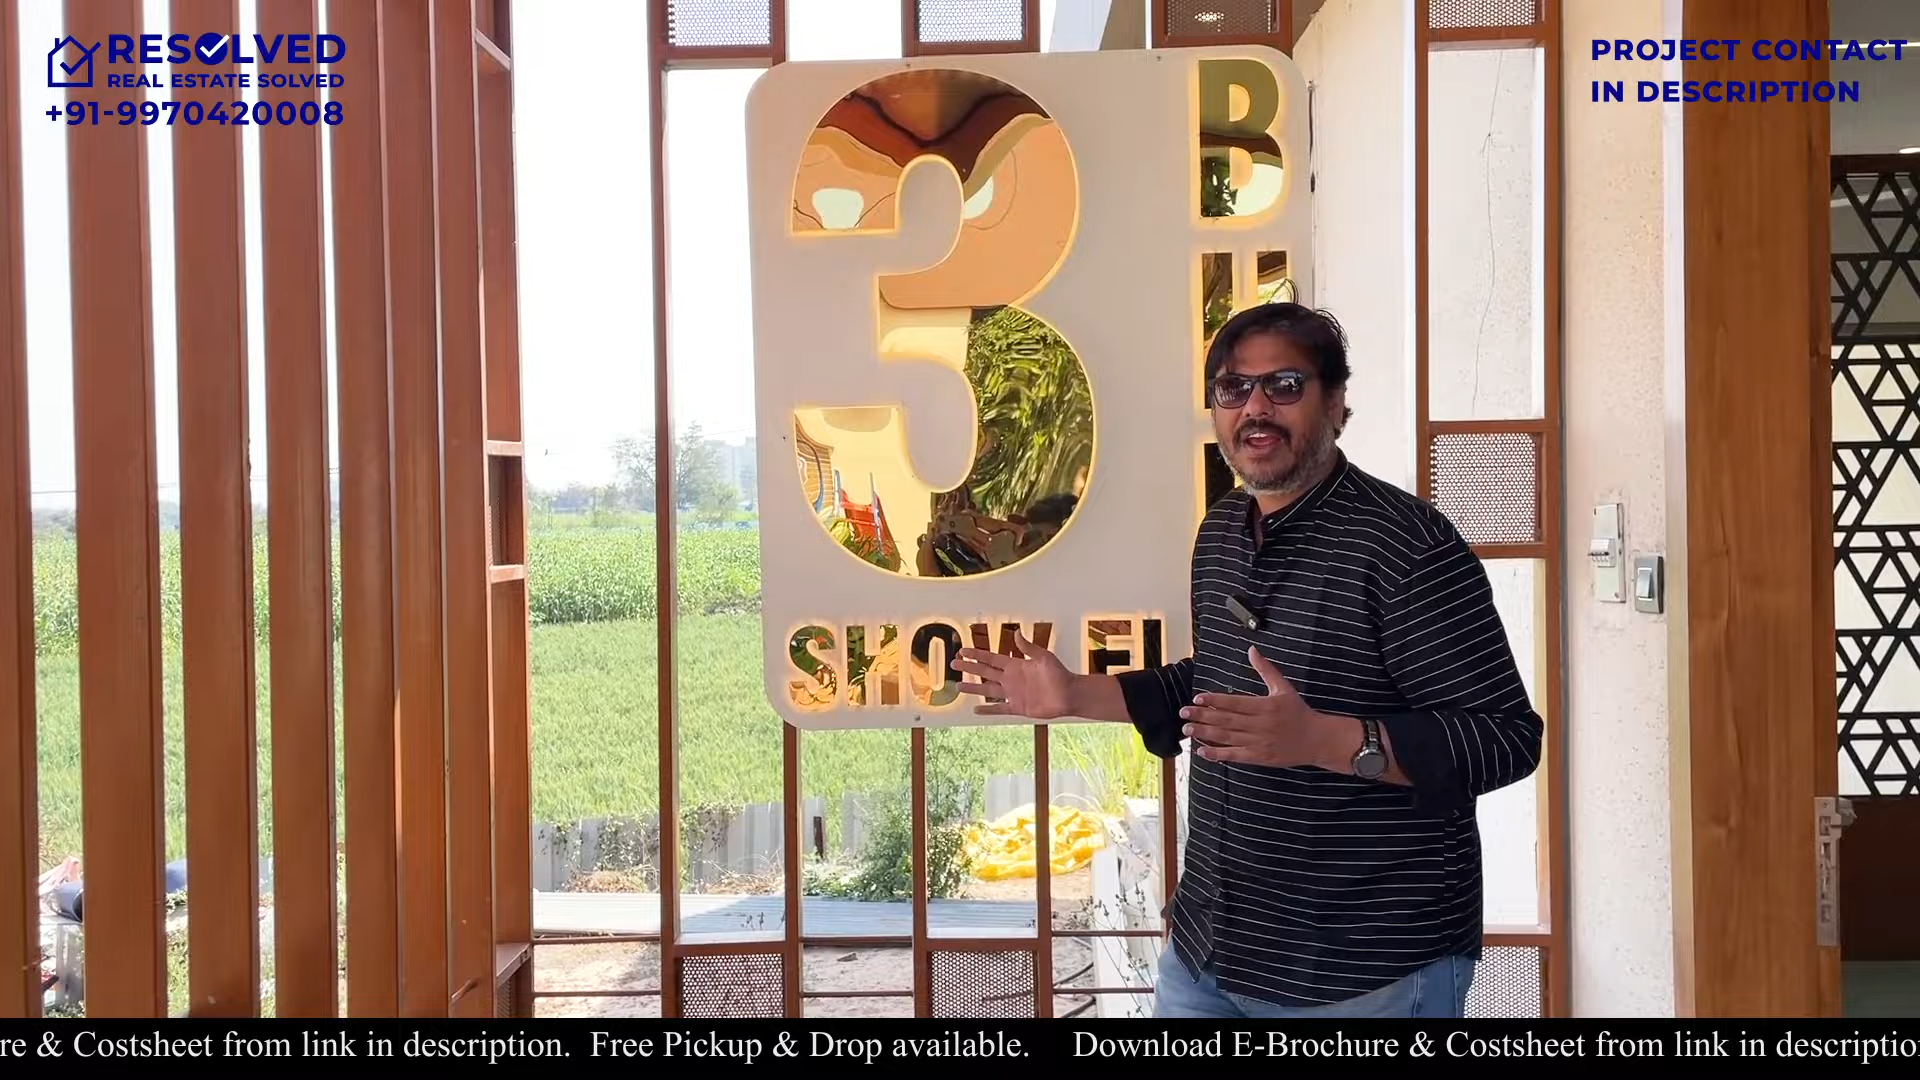 RESOLVED
REAL ESTATE SOLVED
+91-9970420008
PROJECT CONTACT
IN DESCRIPTION
3
B
SHOW
re & Costsheet from link in description. Free Pickup & Drop available. Download E-Brochure & Costsheet from link in descriptio